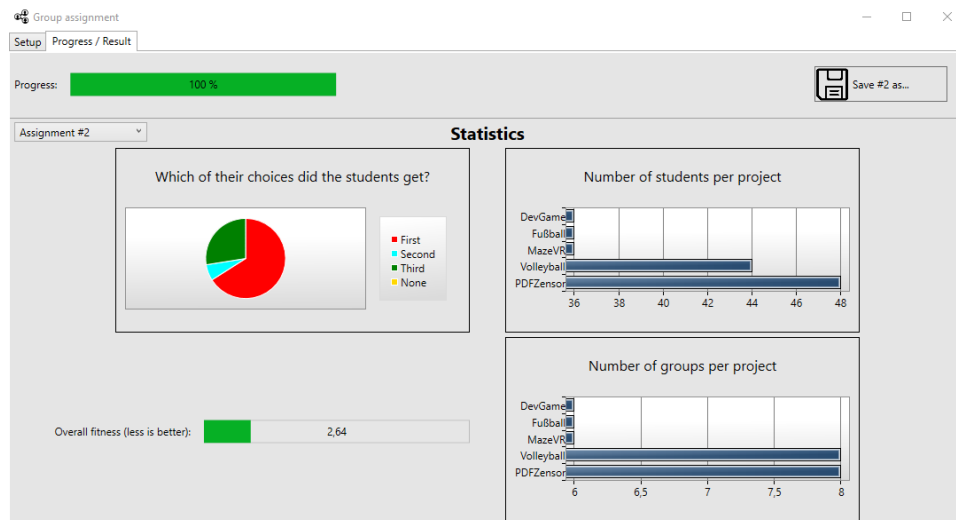 Group assignment
Setup Progress / Result
Progress: 100 % Save #2 as...
Assignment #2
Statistics
Which of their choices did the students get?
First
Second
Third
None
Number of students per project
DevGame
Fußball
MazeVR
Volleyball
PDFZensor
36 38 40 42 44 46 48
Overall fitness (less is better): 2,64
Number of groups per project
DevGame
Fußball
MazeVR
Volleyball
PDFZensor
6 6,5 7 7,5 8